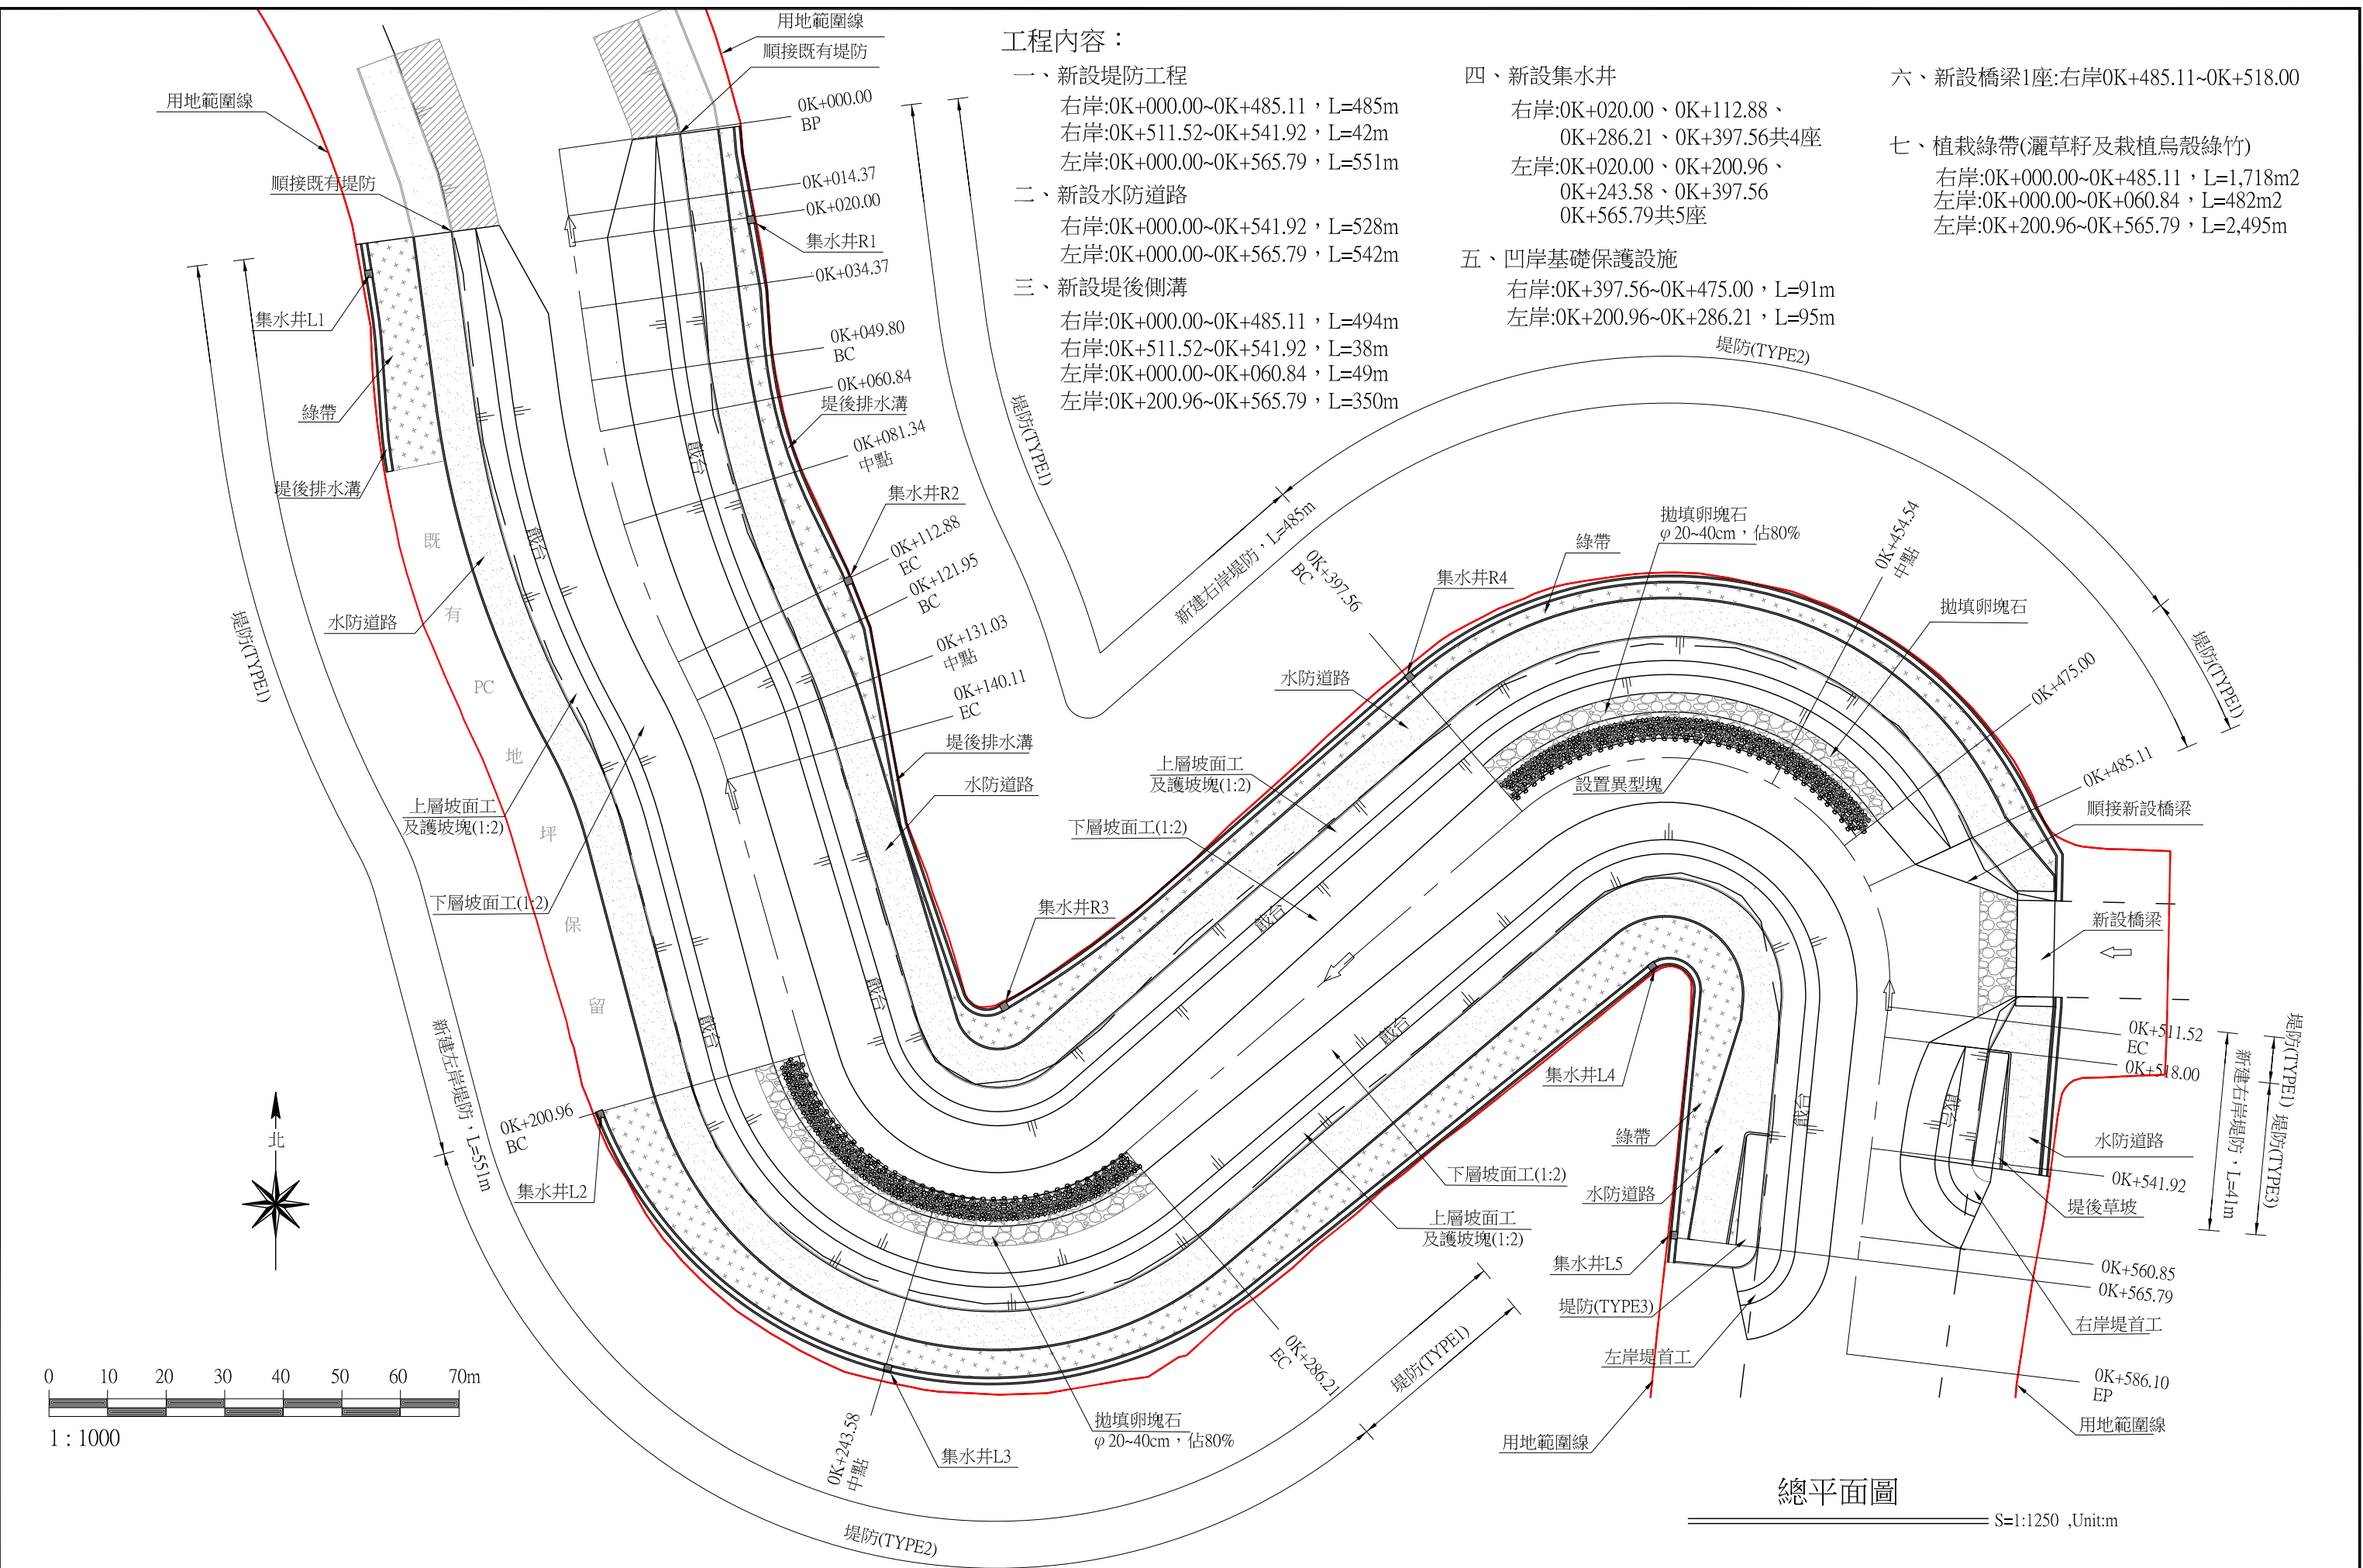 工程內容：
一、新設堤防工程
右岸:0K+000.00~0K+485.11，L=485m
右岸:0K+511.52~0K+541.92，L=42m
左岸:0K+000.00~0K+565.79，L=551m
二、新設水防道路
右岸:0K+000.00~0K+541.92，L=528m
左岸:0K+000.00~0K+565.79，L=542m
三、新設堤後側溝
右岸:0K+000.00~0K+485.11，L=494m
右岸:0K+511.52~0K+541.92，L=38m
左岸:0K+000.00~0K+060.84，L=49m
左岸:0K+200.96~0K+565.79，L=350m
四、新設集水井
右岸:0K+020.00、0K+112.88、
0K+286.21、0K+397.56共4座
左岸:0K+020.00、0K+200.96、
0K+243.58、0K+397.56
0K+565.79共5座
五、凹岸基礎保護設施
右岸:0K+397.56~0K+475.00，L=91m
左岸:0K+200.96~0K+286.21，L=95m
六、新設橋梁1座:右岸0K+485.11~0K+518.00
七、植栽綠帶(灑草籽及栽植烏殼綠竹)
右岸:0K+000.00~0K+485.11，L=1,718m2
左岸:0K+000.00~0K+060.84，L=482m2
左岸:0K+200.96~0K+565.79，L=2,495m
用地範圍線
順接既有堤防
用地範圍線
順接既有堤防
集水井L1
綠帶
堤後排水溝
水防道路
上層坡面工
及護坡塊(1:2)
下層坡面工(1:2)
既
有
PC
地
坪
保
留
堤防(TYPE1)
新建左岸堤防，L=551m
戧台
戧台
戧台
戧台
0K+000.00
BP
0K+014.37
0K+020.00
集水井R1
0K+034.37
0K+049.80
BC
0K+060.84
堤後排水溝
0K+081.34
中點
集水井R2
0K+112.88
EC
0K+121.95
BC
0K+131.03
中點
0K+140.11
EC
堤後排水溝
水防道路
堤防(TYPE1)
新建右岸堤防，L=485m
堤防(TYPE2)
堤防(TYPE1)
0K+397.56
BC
集水井R4
綠帶
拋填卵塊石
φ20~40cm，佔80%
0K+454.54
中點
拋填卵塊石
0K+475.00
0K+485.11
順接新設橋梁
新設橋梁
水防道路
上層坡面工
及護坡塊(1:2)
下層坡面工(1:2)
設置異型塊
集水井R3
戧台
戧台
戧台
戧台
0K+511.52
EC
0K+518.00
水防道路
0K+541.92
堤後草坡
0K+560.85
0K+565.79
右岸堤首工
0K+586.10
EP
用地範圍線
堤防(TYPE1)
堤防(TYPE3)
新建右岸堤防，L=41m
集水井L4
綠帶
水防道路
集水井L5
堤防(TYPE3)
左岸堤首工
用地範圍線
下層坡面工(1:2)
上層坡面工
及護坡塊(1:2)
0K+200.96
BC
集水井L2
0K+243.58
中點
集水井L3
拋填卵塊石
φ20~40cm，佔80%
0K+286.21
EC
堤防(TYPE1)
堤防(TYPE2)
北
0 10 20 30 40 50 60 70m
1 : 1000
總平面圖
S=1:1250 ,Unit:m